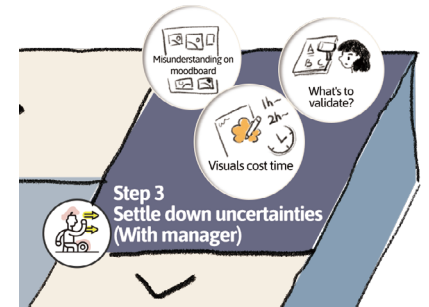 Misunderstanding on
moodboard
A
B C
What's to
validate?
1h~
2h~
Visuals cost time
Step 3
Settle down uncertainties
(With manager)